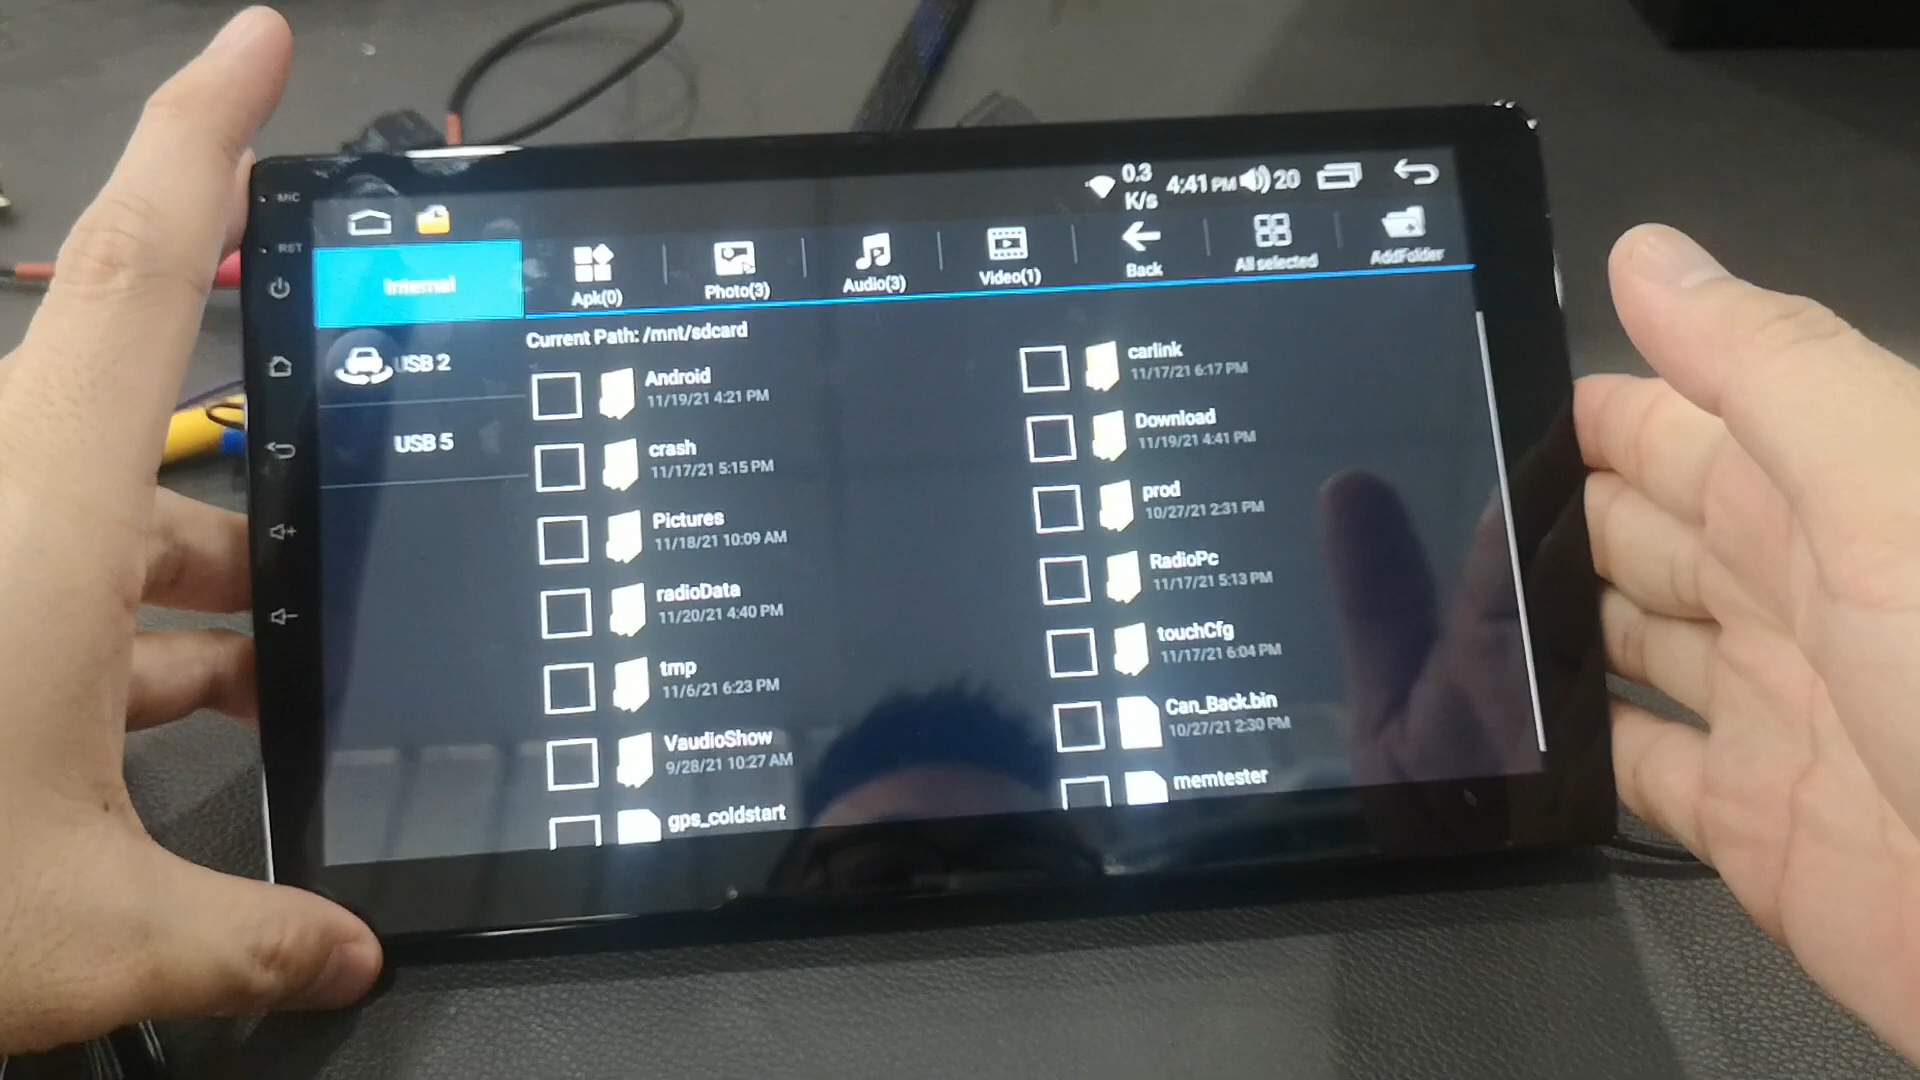 MIC
RST
0.3
K/s
4:41 PM
20
Internal
Apk(0)
Photo(3)
Audio(3)
Video(1)
Back
All selected
AddFolder
USB 2
USB 5
Current Path: /mnt/sdcard
Android
11/19/21 4:21 PM
carlink
11/17/21 6:17 PM
crash
11/17/21 5:15 PM
Download
11/19/21 4:41 PM
Pictures
11/18/21 10:09 AM
prod
10/27/21 2:31 PM
radioData
11/20/21 4:40 PM
RadioPc
11/17/21 5:13 PM
tmp
11/6/21 6:23 PM
touchCfg
11/17/21 6:04 PM
VaudioShow
9/28/21 10:27 AM
Can_Back.bin
10/27/21 2:30 PM
gps_coldstart
memtester